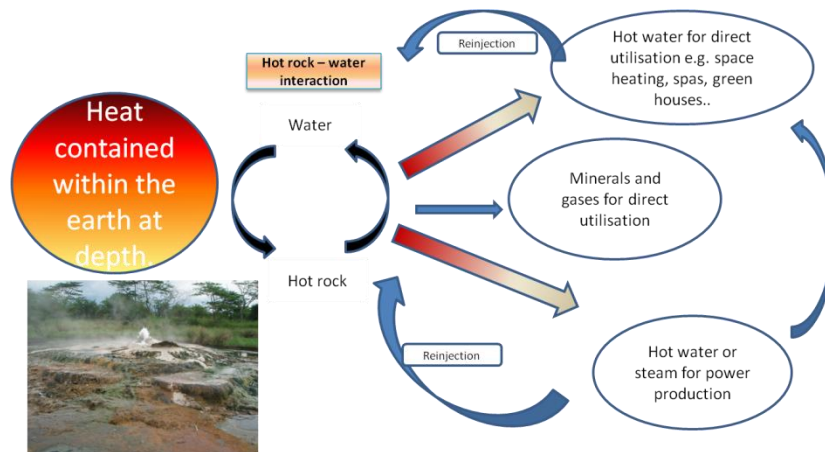 Heat
contained
within the
earth at
depth.
Hot rock – water
interaction
Water
Hot rock
Reinjection
Hot water for direct
utilisation e.g. space
heating, spas, green
houses..
Minerals and
gases for direct
utilisation
Reinjection
Hot water or
steam for power
production